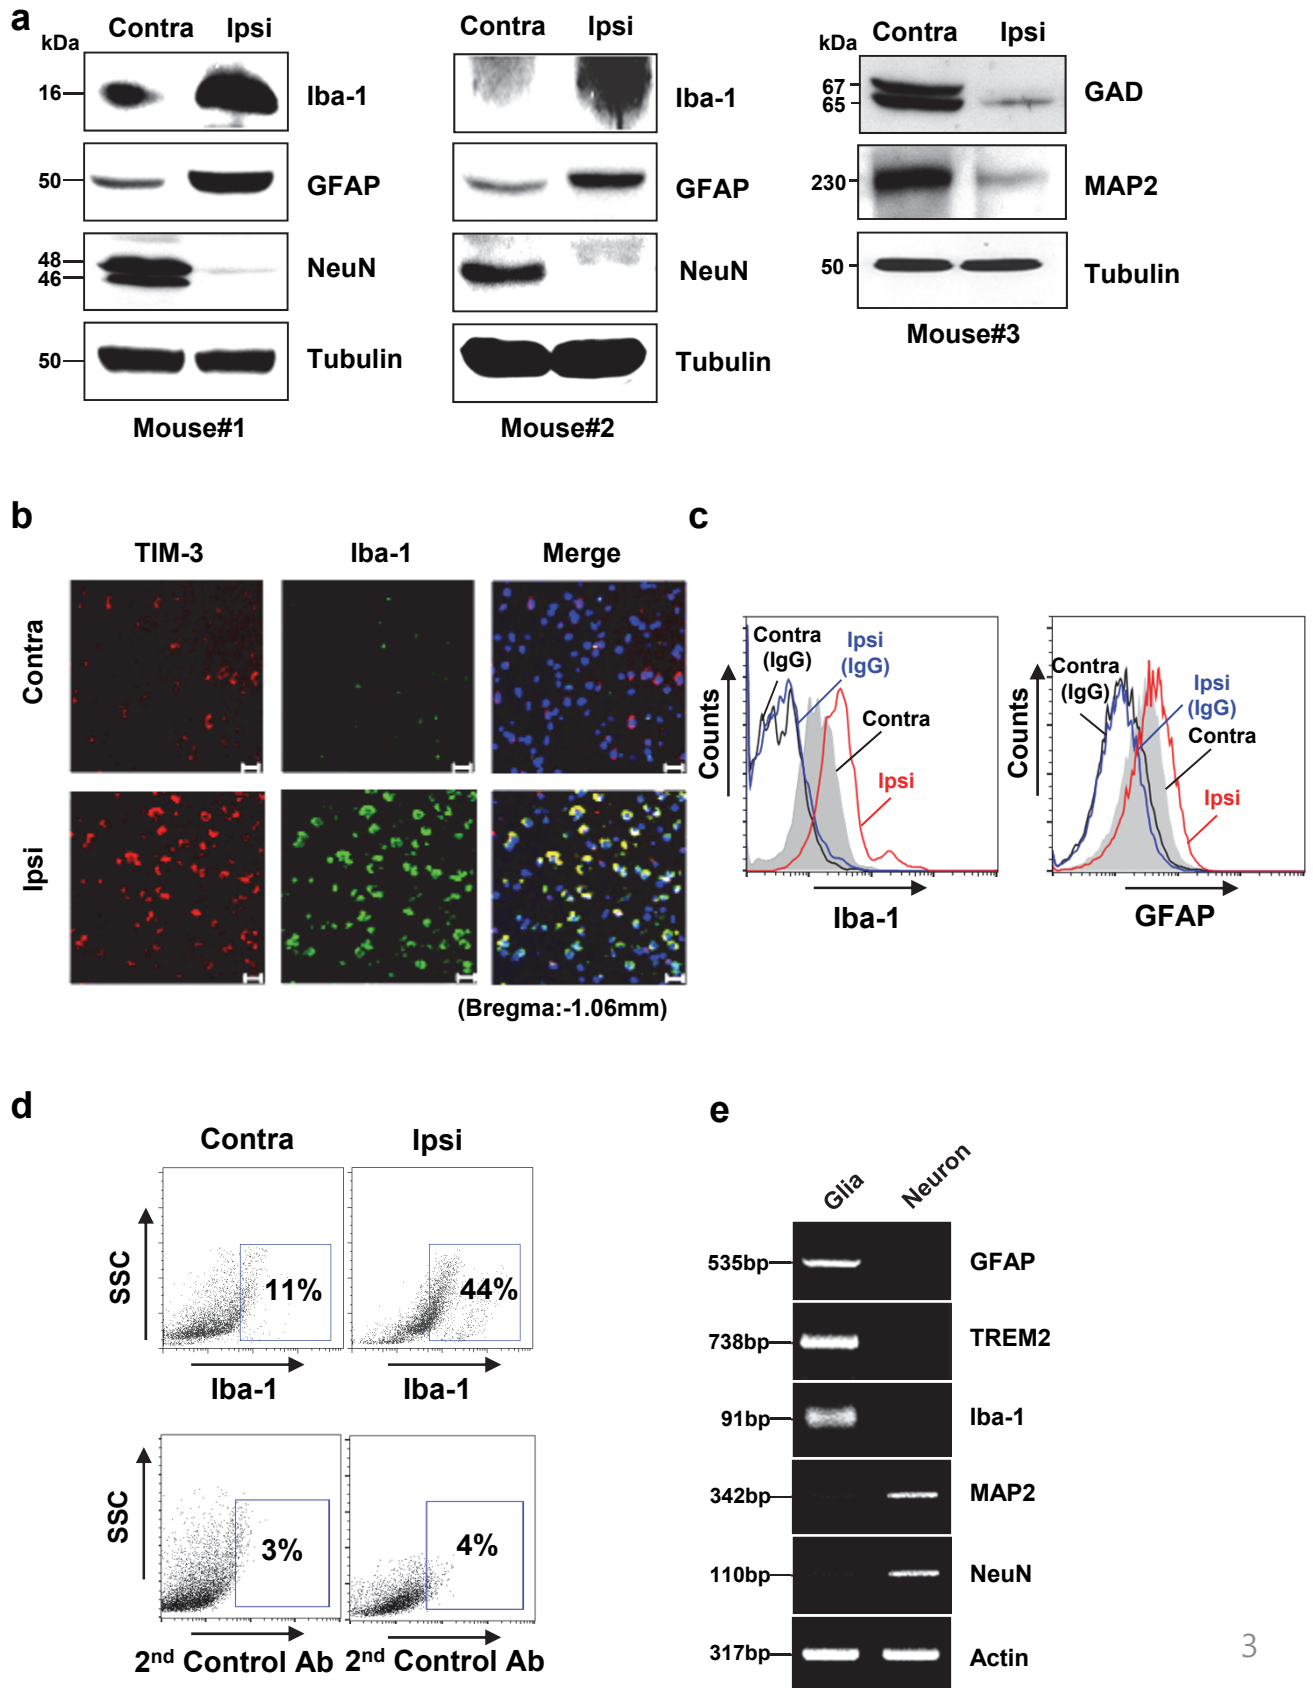 a
Contra Ipsi
kDa
16
Iba-1
50
GFAP
48
46
NeuN
50
Tubulin
Mouse#1
Contra Ipsi
Iba-1
GFAP
NeuN
Tubulin
Mouse#2
Contra Ipsi
kDa
67
65
GAD
230
MAP2
50
Tubulin
Mouse#3
b
TIM-3 Iba-1 Merge
Contra
Ipsi
(Bregma:-1.06mm)
c
Counts
Contra
(IgG)
Ipsi
(IgG)
Contra
Ipsi
Iba-1
Counts
Contra
(IgG)
Ipsi
(IgG)
Contra
Ipsi
GFAP
d
Contra Ipsi
SSC
11% 44%
Iba-1 Iba-1
SSC
3% 4%
2nd Control Ab 2nd Control Ab
e
Glia Neuron
535bp GFAP
738bp TREM2
91bp Iba-1
342bp MAP2
110bp NeuN
317bp Actin
3